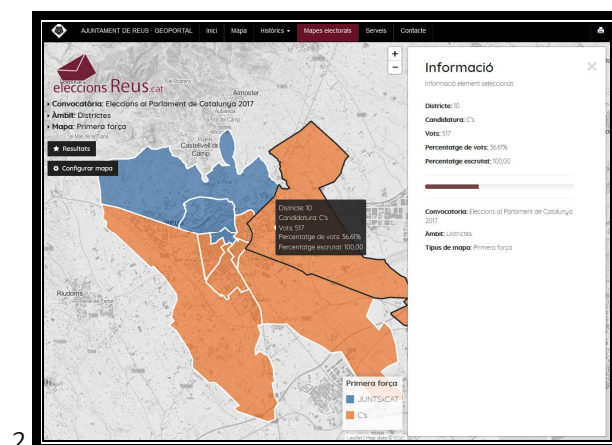 AJUNTAMENT DE REUS · GEOPORTAL Inici Mapa Històrics Mapes electorals Serveis Contacte
eleccions.Reus.cat
Convocatòria: Eleccions al Parlament de Catalunya 2017
Àmbit: Districtes
Mapa: Primera força
Resultats
Configurar mapa
+
−
Almoster
Castellvell del Camp
Riudoms
Districte: 10
Candidatura: C's
Vots: 517
Percentatge de vots: 36.61%
Percentatge escrutat: 100,00
Primera força
JUNTSxCAT
C's
Informació
×
Informació element seleccionat.
Districte: 10
Candidatura: C's
Vots: 517
Percentatge de vots: 36.61%
Percentatge escrutat: 100,00
Convocatoria: Eleccions al Parlament de Catalunya
2017
Àmbit: Districtes
Tipus de mapa: Primera força
2